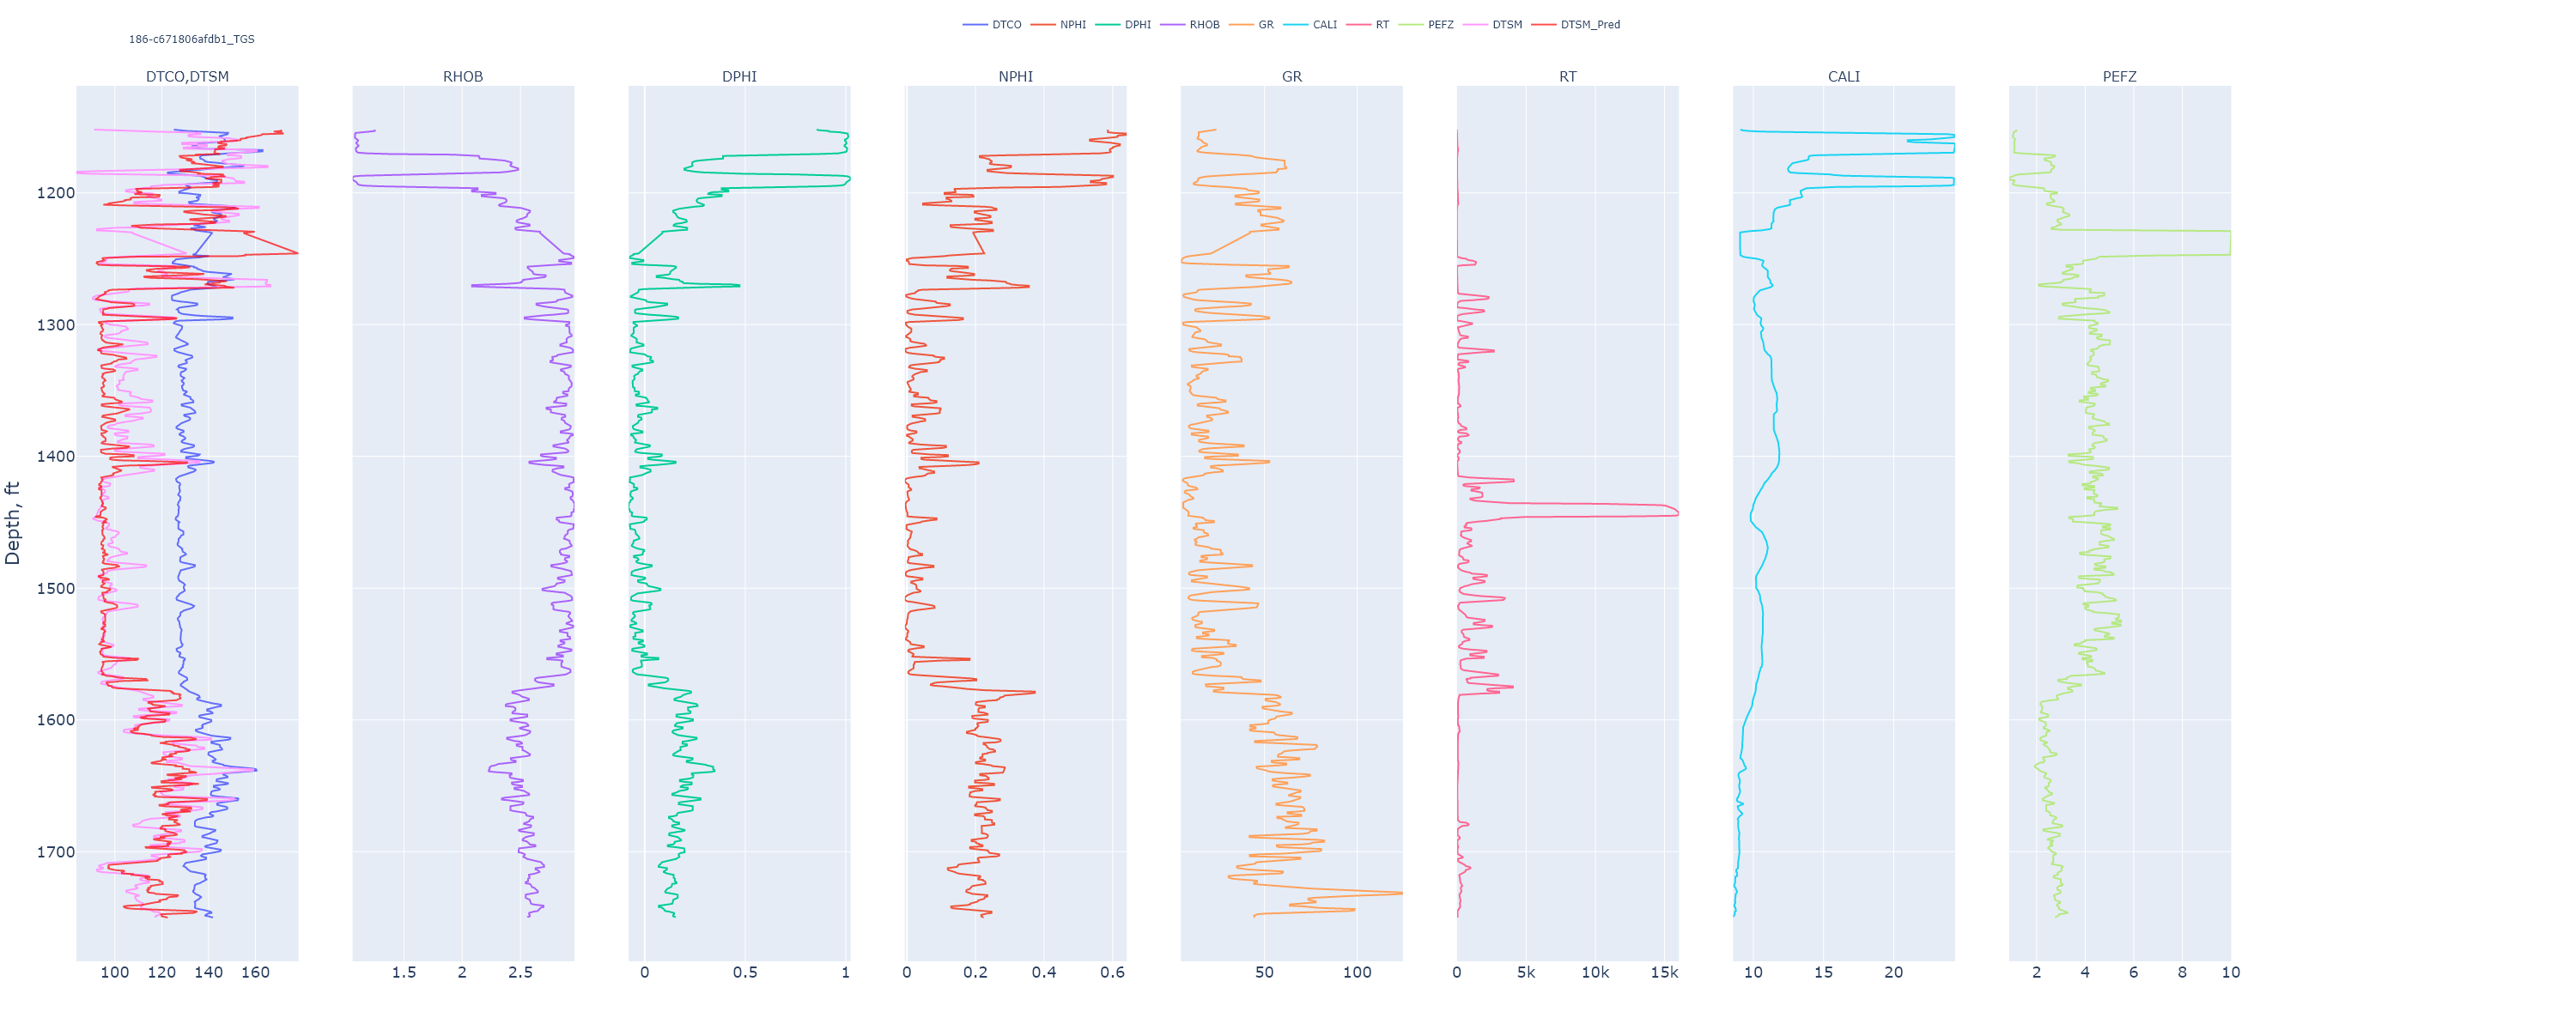 DTCO NPHI DPHI RHOB GR CALI RT PEFZ DTSM DTSM_Pred
186-c671806afdb1_TGS
DTCO,DTSM RHOB DPHI NPHI GR RT CALI PEFZ
1200
1300
1400
Depth, ft
1500
1600
1700
100 120 140 160 1.5 2 2.5 0 0.5 1 0 0.2 0.4 0.6 50 100 0 5k 10k 15k 10 15 20 2 4 6 8 10